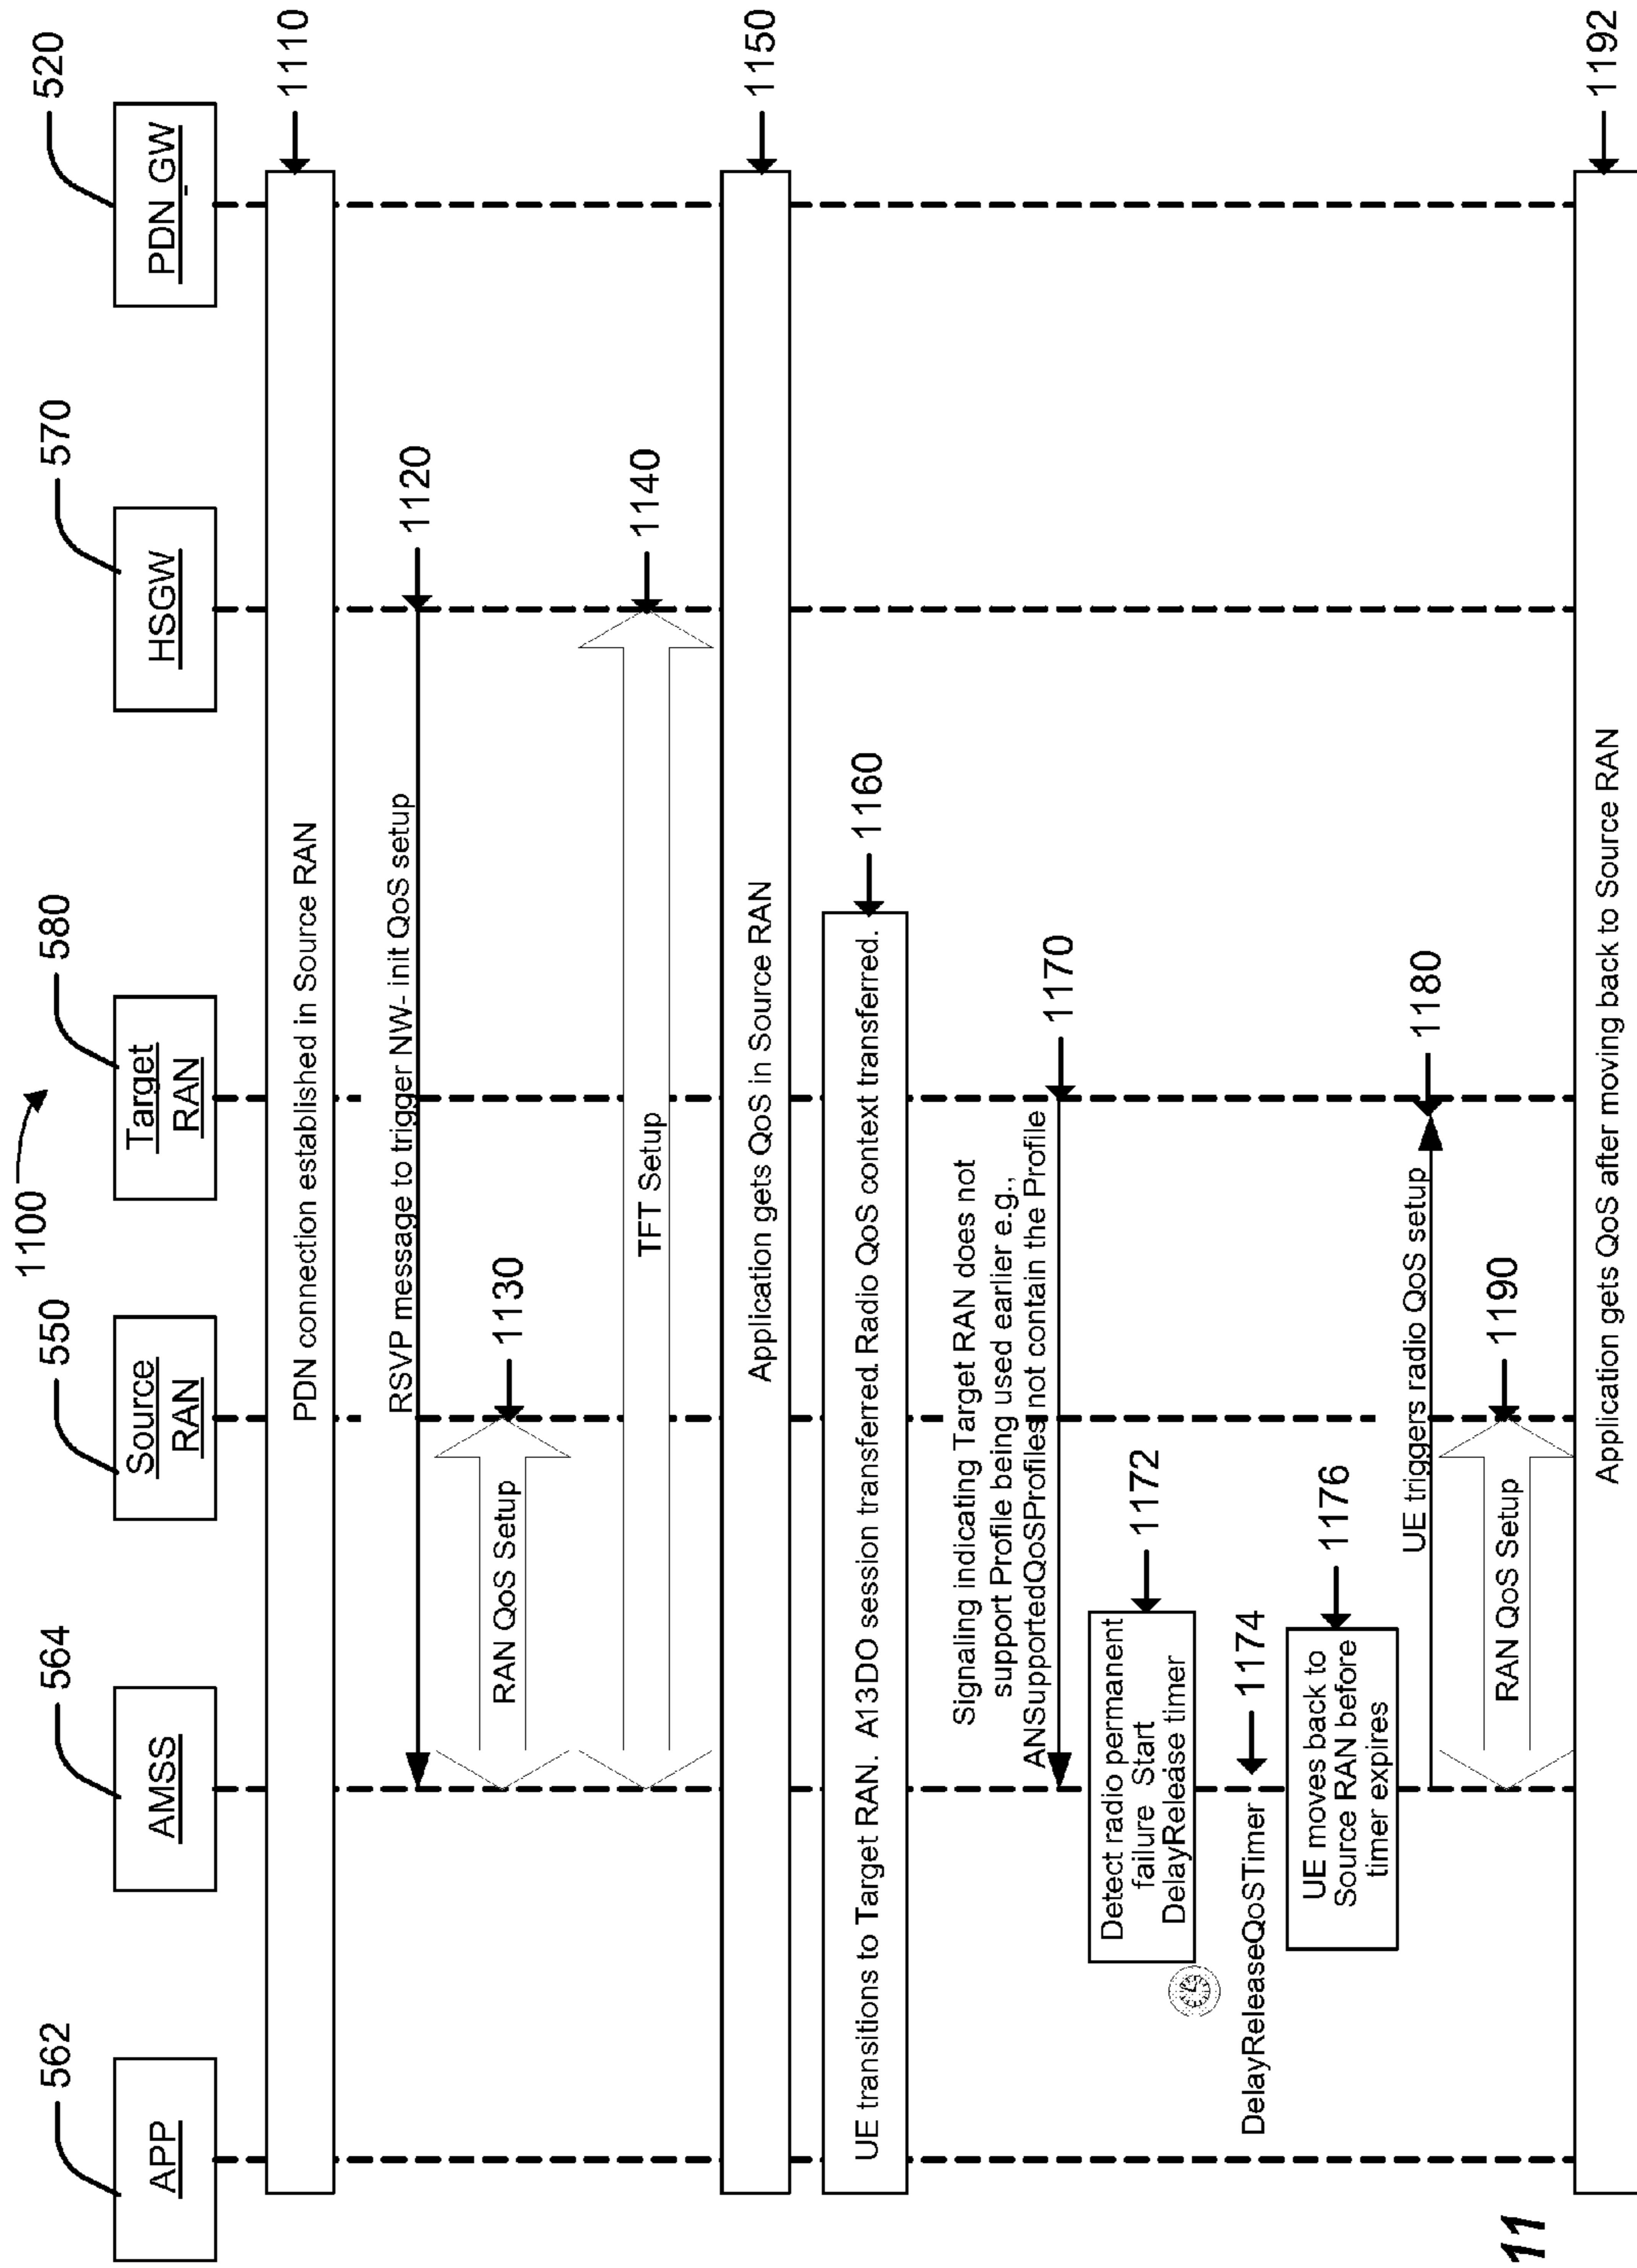 1100
562
564
550
580
570
520
APP
AMSS
Source
RAN
Target
RAN
HSGW
PDN_GW
PDN connection established in Source RAN
1110
RSVP message to trigger NW- init QoS setup
1120
RAN QoS Setup
1130
TFT Setup
1140
Application gets QoS in Source RAN
1150
UE transitions to Target RAN. A13DO session transferred. Radio QoS context transferred.
1160
Signaling indicating Target RAN does not
support Profile being used earlier e.g.,
ANSupportedQoSProfiles not contain the Profile
1170
Detect radio permanent
failure Start
DelayRelease timer
1172
DelayReleaseQoSTimer
1174
UE moves back to
Source RAN before
timer expires
1176
UE triggers radio QoS setup
1180
RAN QoS Setup
1190
Application gets QoS after moving back to Source RAN
1192
11